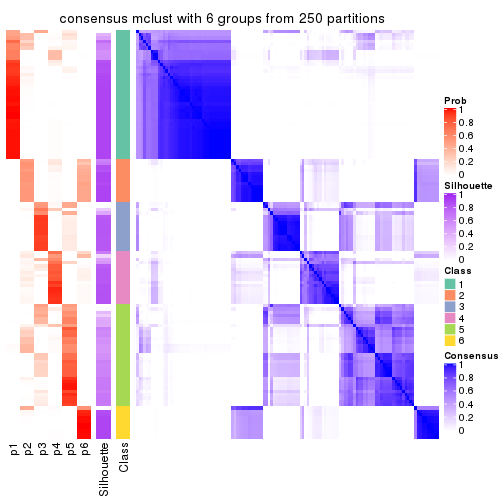 consensus mclust with 6 groups from 250 partitions
Prob
1
0.8
0.6
0.4
0.2
0
Silhouette
1
0.8
0.6
0.4
0.2
0
Class
1
2
3
4
5
6
Consensus
1
0.8
0.6
0.4
0.2
0
p1
p2
p3
p4
p5
p6
Silhouette
Class